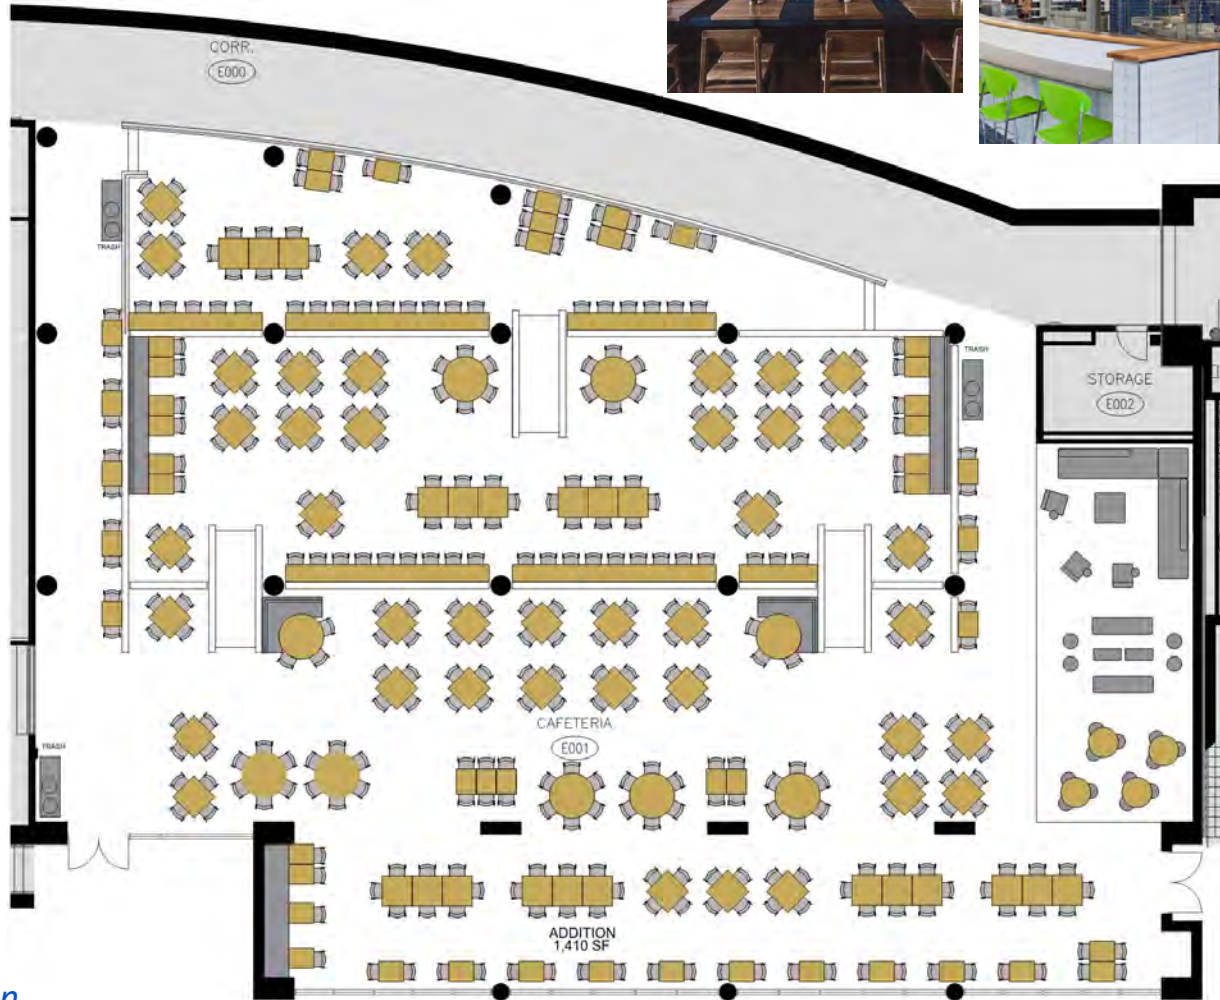 CORR.
E000
TRASH
TRASH
STORAGE
E002
CAFETERIA
E001
TRASH
ADDITION
1,410 SF